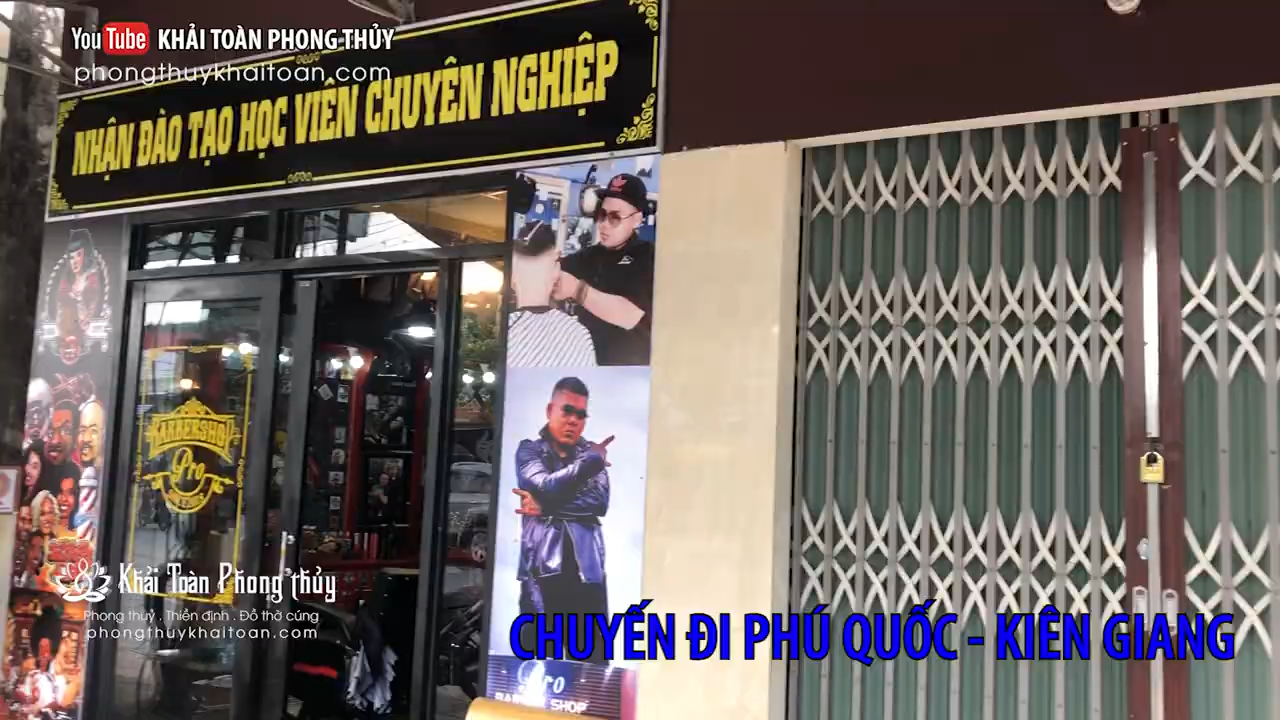 YouTube KHẢI TOÀN PHONG THỦY
phongthuykhaitoan.com
NHẬN ĐÀO TẠO HỌC VIÊN CHUYÊN NGHIỆP
BARBERSHOP
Pro
Khải Toàn Phong thủy
Phong thuỷ . Thiền định . Đồ thờ cúng
phongthuykhaitoan.com
CHUYẾN ĐI PHÚ QUỐC - KIÊN GIANG
Pro
BARBER SHOP